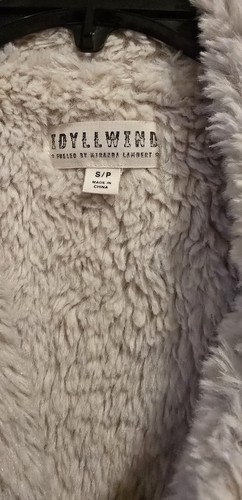 IDYLLWIND
FUELED BY MIRANDA LAMBERT
S/P
MADE IN
CHINA